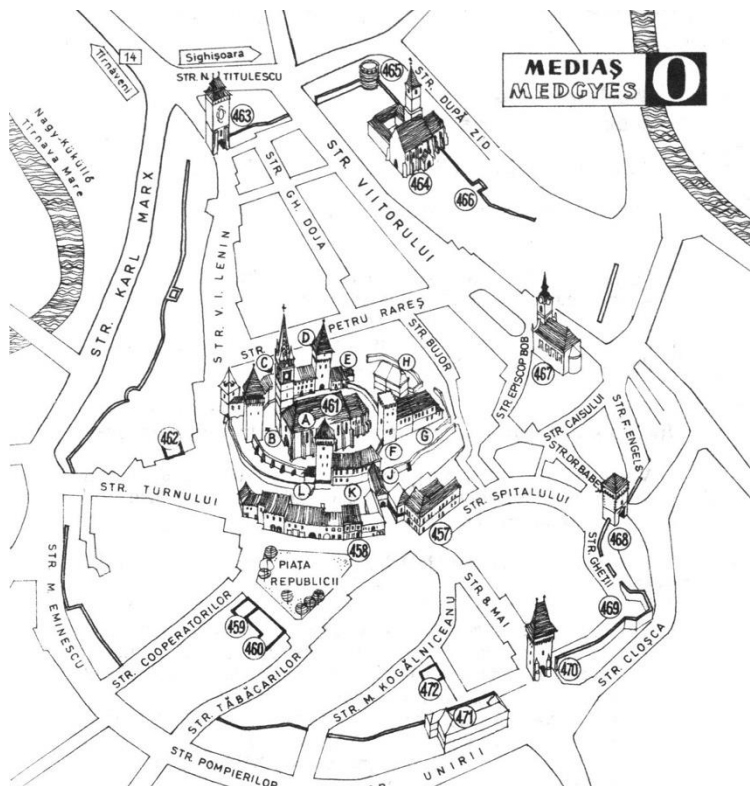 Tîrnaveni
14
Sighişoara
STR. N. TITULESCU
MEDIAŞ
MEDGYES
O
Nagy-Küküllő
Tîrnava Mare
463
465
STR. DUPĂ ZID
464
466
STR. KARL MARX
STR. GH. DOJA
STR. VIITORULUI
STR. V. I. LENIN
STR. PETRU RAREŞ
STR. BUJOR
STR. EPISCOP BOB
467
D
C
E
H
461
A
B
G
F
J
L
K
462
STR. CAISULUI
STR. F. ENGELS
STR. DR. BABEŞ
STR. TURNULUI
STR. SPITALULUI
457
458
468
STR. GHEŢII
PIAŢA
REPUBLICII
STR. M. EMINESCU
STR. COOPERATORILOR
459
460
STR. 8. MAI
469
470
STR. CLOŞCA
STR. TĂBĂCARILOR
STR. M. KOGĂLNICEANU
472
471
STR. POMPIERILOR
UNIRII